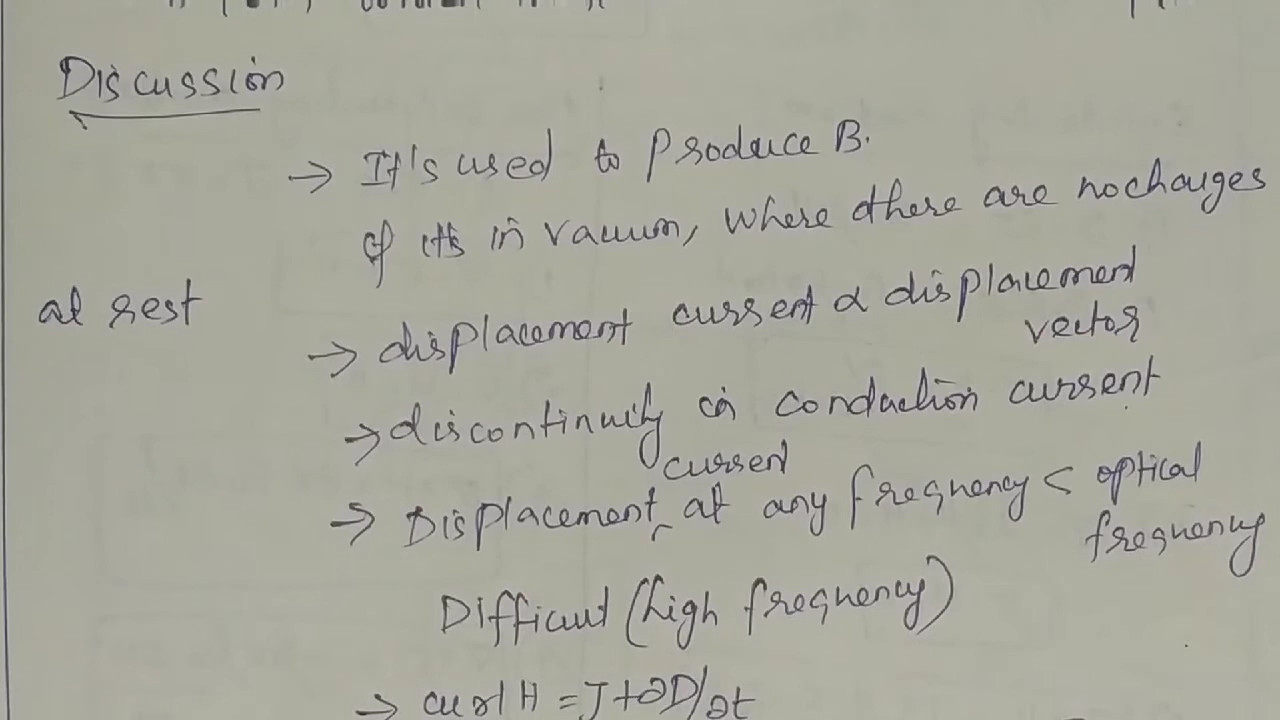 Discussion
→ It's used to produce B.
If its in vacuum, where there are no charges
at rest
→ displacement current α displacement
vector
→ discontinuity in conduction current
→ Displacement current at any frequency < optical
frequency
Difficult (high frequency)
→ curl H = J + ∂D/∂t